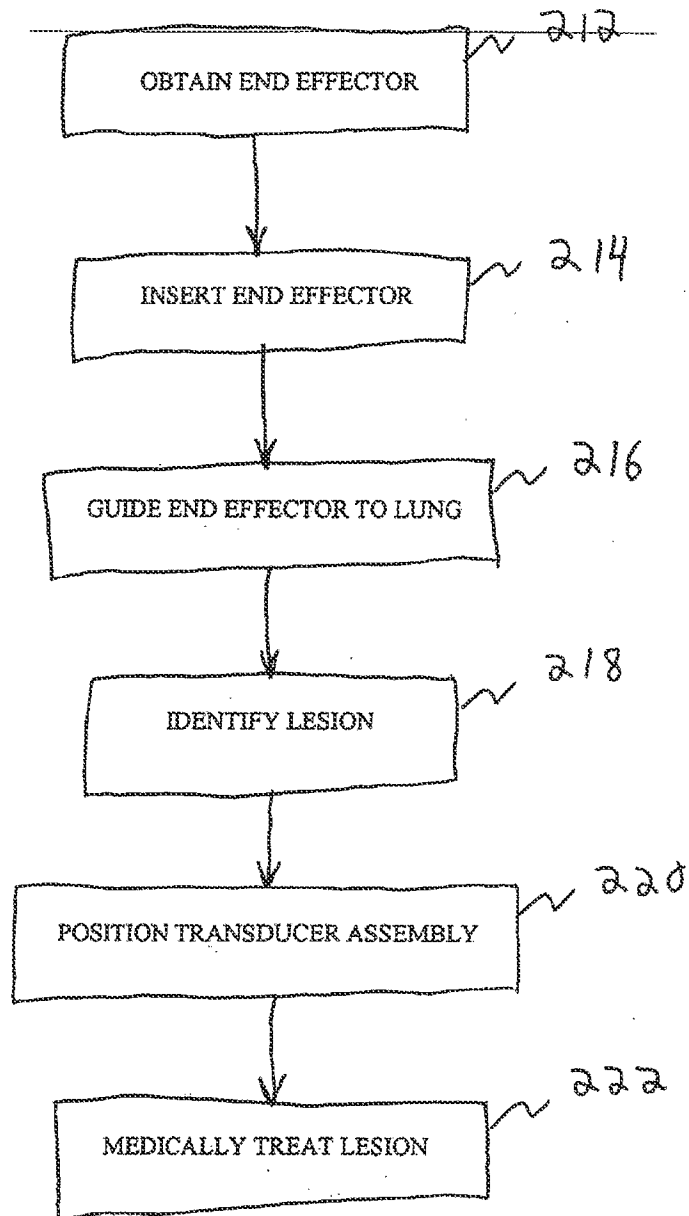 212
OBTAIN END EFFECTOR
214
INSERT END EFFECTOR
216
GUIDE END EFFECTOR TO LUNG
218
IDENTIFY LESION
220
POSITION TRANSDUCER ASSEMBLY
222
MEDICALLY TREAT LESION